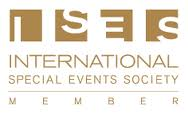 ISES
INTERNATIONAL
SPECIAL EVENTS SOCIETY
MEMBER